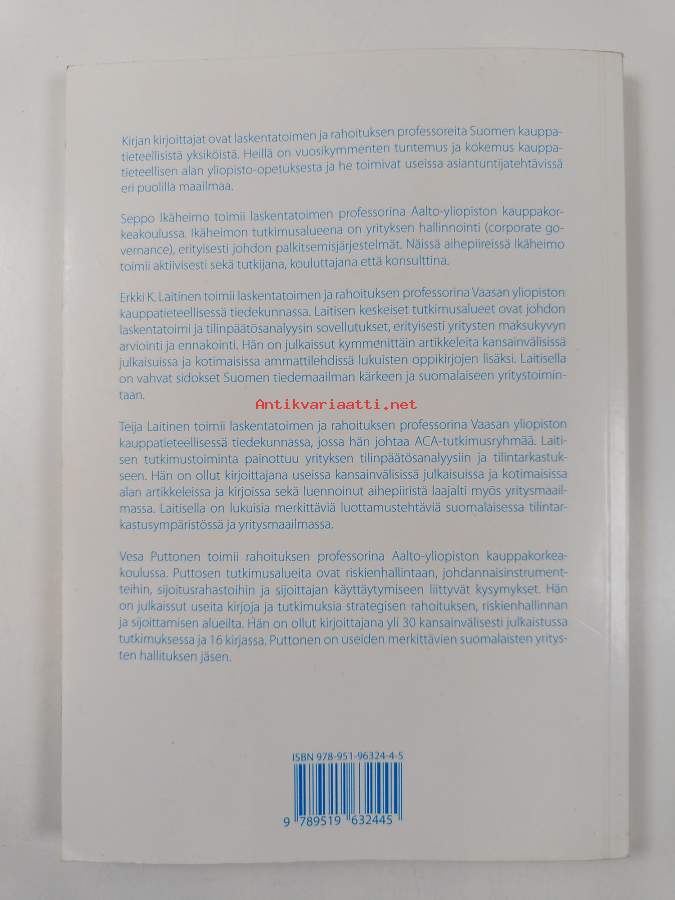 Kirjan kirjoittajat ovat laskentatoimen ja rahoituksen professoreita Suomen kauppa-
tieteellisistä yksiköistä. Heillä on vuosikymmenten tuntemus ja kokemus kauppa-
tieteellisen alan yliopisto-opetuksesta ja he toimivat useissa asiantuntijatehtävissä
eri puolilla maailmaa.
Seppo Ikäheimo toimii laskentatoimen professorina Aalto-yliopiston kauppakor-
keakoulussa. Ikäheimon tutkimusalueena on yrityksen hallinnointi (corporate go-
vernance), erityisesti johdon palkitsemisjärjestelmät. Näissä aihepiireissä Ikäheimo
toimii aktiivisesti sekä tutkijana, kouluttajana että konsulttina.
Erkki K. Laitinen toimii laskentatoimen ja rahoituksen professorina Vaasan yliopiston
kauppatieteellisessä tiedekunnassa. Laitisen keskeiset tutkimusalueet ovat johdon
laskentatoimi ja tilinpäätösanalyysin sovellutukset, erityisesti yritysten maksukyvyn
arviointi ja ennakointi. Hän on julkaissut kymmenittäin artikkeleita kansainvälisissä
julkaisuissa ja kotimaisissa ammattilehdissä lukuisten oppikirjojen lisäksi. Laitisella
on vahvat sidokset Suomen tiedemaailman kärkeen ja suomalaiseen yritystoimin-
taan.
Antikvariaatti.net
Teija Laitinen toimii laskentatoimen ja rahoituksen professorina Vaasan yliopiston
kauppatieteellisessä tiedekunnassa, jossa hän johtaa ACA-tutkimusryhmää. Laiti-
sen tutkimustoiminta painottuu yrityksen tilinpäätösanalyysiin ja tilintarkastuk-
seen. Hän on ollut kirjoittajana useissa kansainvälisissä julkaisuissa ja kotimaisissa
alan artikkeleissa ja kirjoissa sekä luennoinut aihepiiristä laajalti myös yritysmaail-
massa. Laitisella on lukuisia merkittäviä luottamustehtäviä suomalaisessa tilintar-
kastusympäristössä ja yritysmaailmassa.
Vesa Puttonen toimii rahoituksen professorina Aalto-yliopiston kauppakorkea-
koulussa. Puttosen tutkimusalueita ovat riskienhallintaan, johdannaisinstrument-
teihin, sijoitusrahastoihin ja sijoittajan käyttäytymiseen liittyvät kysymykset. Hän
on julkaissut useita kirjoja ja tutkimuksia strategisen rahoituksen, riskienhallinnan
ja sijoittamisen alueilta. Hän on ollut kirjoittajana yli 30 kansainvälisesti julkaistussa
tutkimuksessa ja 16 kirjassa. Puttonen on useiden merkittävien suomalaisten yritys-
ten hallituksen jäsen.
ISBN 978-951-96324-4-5
9 789519 632445